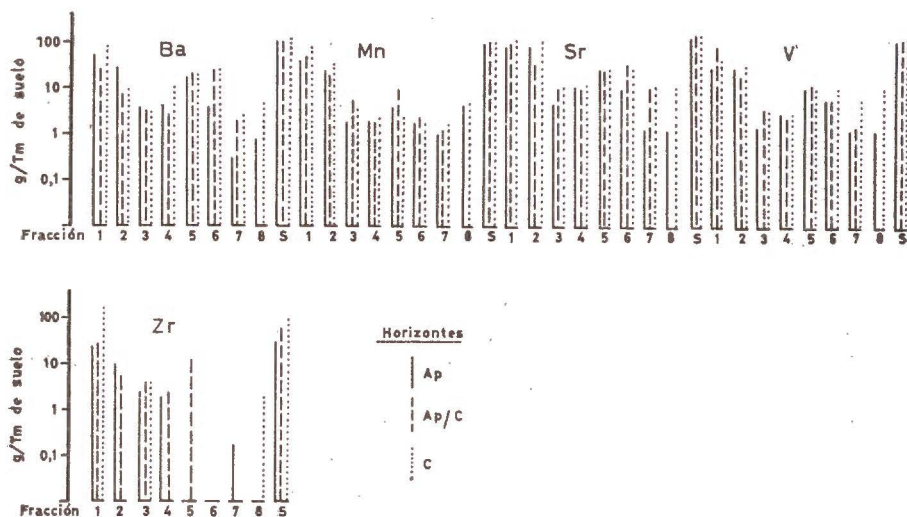 Ba Mn Sr V
g/Tm de suelo
100
10
1
0,1
Fracción 1 2 3 4 5 6 7 8 S 1 2 3 4 5 6 7 8 S 1 2 3 4 5 6 7 8 S 1 2 3 4 5 6 7 8 S
Zr
g/Tm de suelo
100
10
1
0,1
Fracción 1 2 3 4 5 6 7 8 S
Horizontes
Ap
Ap/C
C